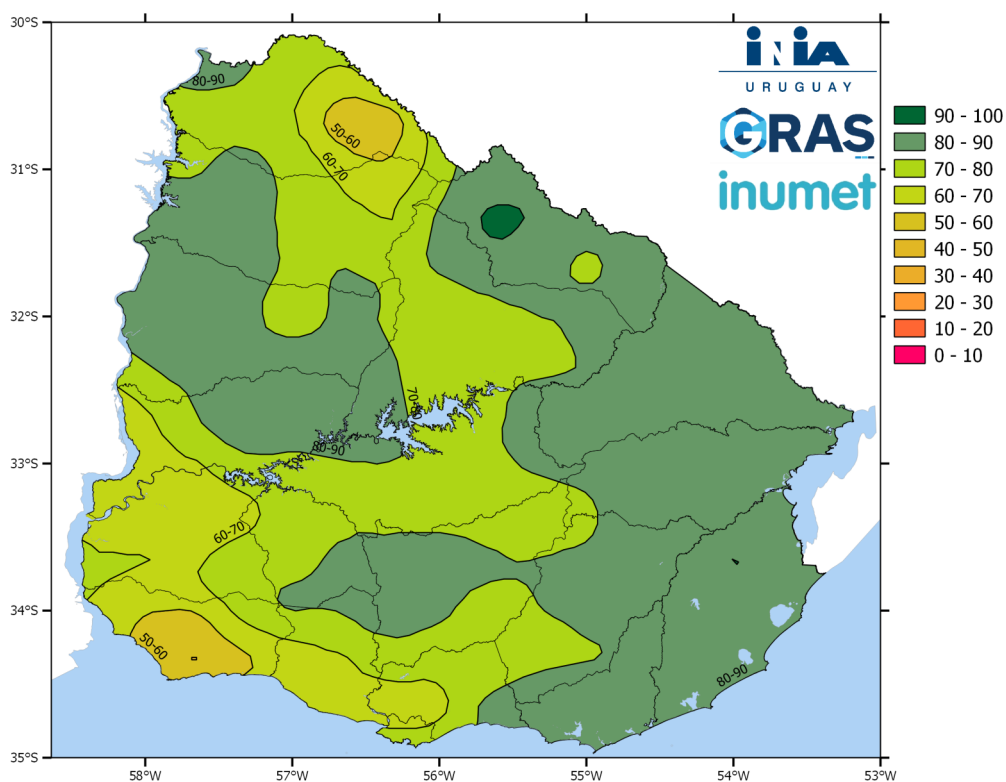 30°S
31°S
32°S
33°S
34°S
35°S
58°W
57°W
56°W
55°W
54°W
53°W
80-90
50-60
60-70
70-80
80-90
60-70
50-60
80-90
INIA
URUGUAY
GRAS
inumet
90 - 100
80 - 90
70 - 80
60 - 70
50 - 60
40 - 50
30 - 40
20 - 30
10 - 20
0 - 10